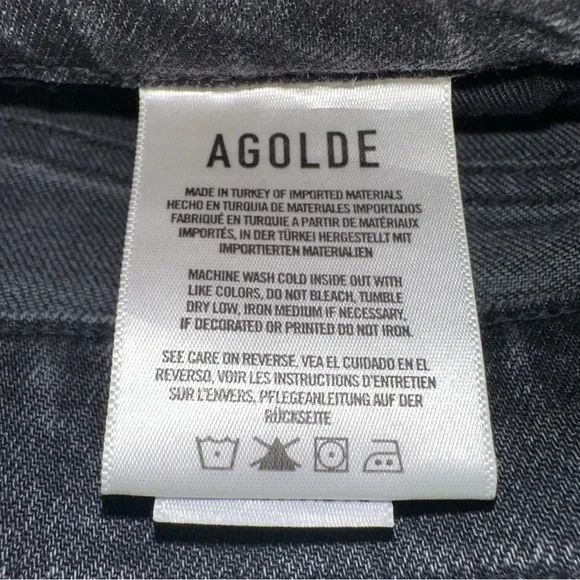 AGOLDE
MADE IN TURKEY OF IMPORTED MATERIALS
HECHO EN TURQUIA DE MATERIALES IMPORTADOS
FABRIQUÉ EN TURQUIE A PARTIR DE MATÉRIAUX
IMPORTÉS, IN DER TÜRKEI HERGESTELLT MIT
IMPORTIERTEN MATERIALIEN
MACHINE WASH COLD INSIDE OUT WITH
LIKE COLORS, DO NOT BLEACH, TUMBLE
DRY LOW, IRON MEDIUM IF NECESSARY.
IF DECORATED OR PRINTED DO NOT IRON.
SEE CARE ON REVERSE, VEA EL CUIDADO EN EL
REVERSO, VOIR LES INSTRUCTIONS D'ENTRETIEN
SUR L'ENVERS, PFLEGEANLEITUNG AUF DER
RÜCKSEITE